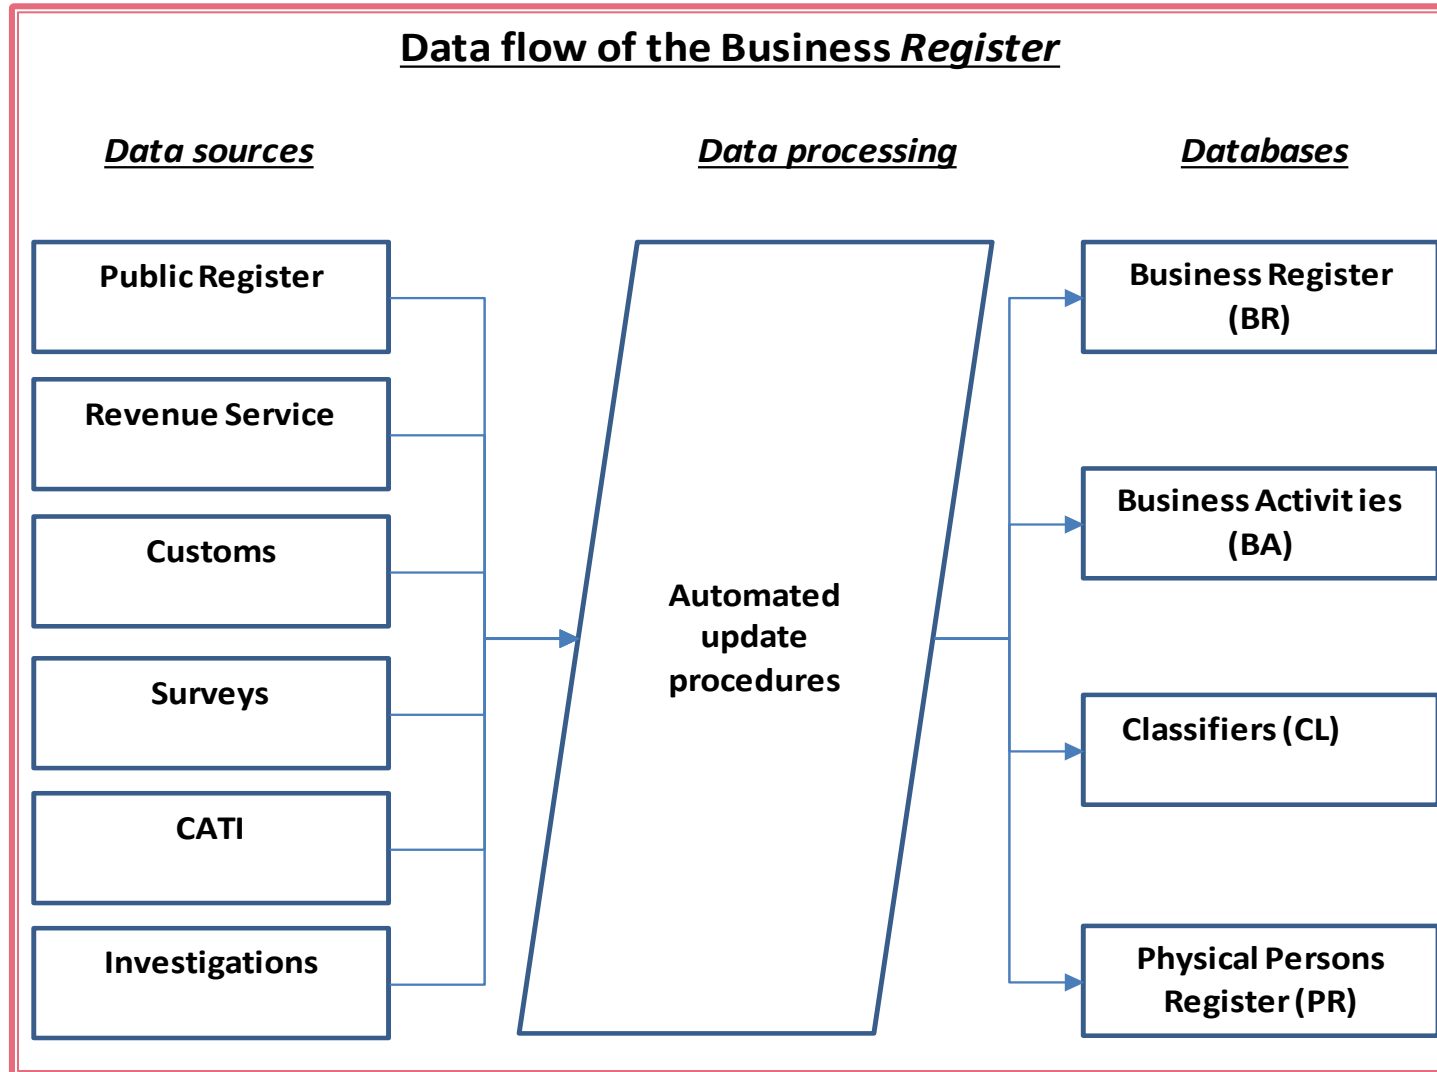 Data flow of the Business Register
Data sources
Data processing
Databases
Public Register
Revenue Service
Customs
Surveys
CATI
Investigations
Automated
update
procedures
Business Register
(BR)
Business Activities
(BA)
Classifiers (CL)
Physical Persons
Register (PR)